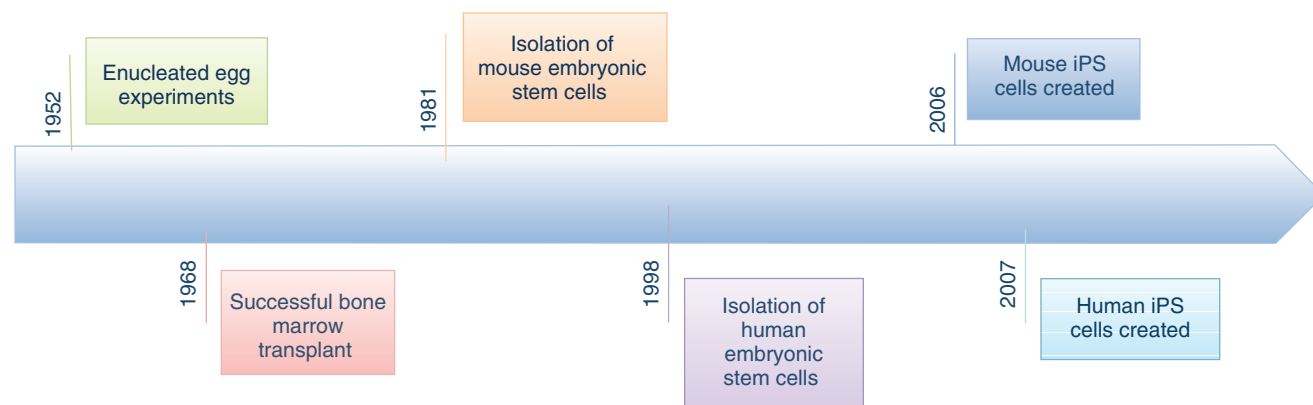 1952
Enucleated egg
experiments
1968
Successful bone
marrow
transplant
1981
Isolation of
mouse embryonic
stem cells
1998
Isolation of
human
embryonic
stem cells
2006
Mouse iPS
cells created
2007
Human iPS
cells created